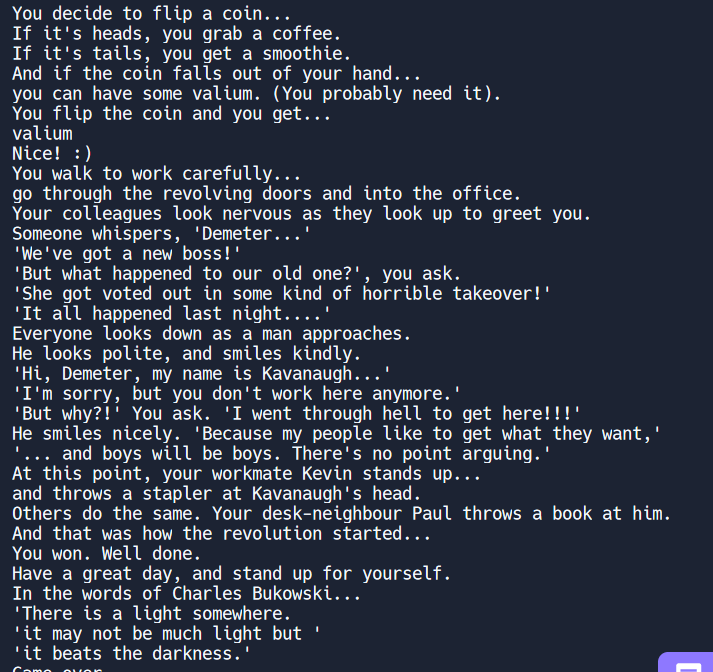 You decide to flip a coin...
If it's heads, you grab a coffee.
If it's tails, you get a smoothie.
And if the coin falls out of your hand...
you can have some valium. (You probably need it).
You flip the coin and you get...
valium
Nice! :)
You walk to work carefully...
go through the revolving doors and into the office.
Your colleagues look nervous as they look up to greet you.
Someone whispers, 'Demeter...'
'We've got a new boss!'
'But what happened to our old one?', you ask.
'She got voted out in some kind of horrible takeover!'
'It all happened last night....'
Everyone looks down as a man approaches.
He looks polite, and smiles kindly.
'Hi, Demeter, my name is Kavanaugh...'
'I'm sorry, but you don't work here anymore.'
'But why?!' You ask. 'I went through hell to get here!!!'
He smiles nicely. 'Because my people like to get what they want,'
'... and boys will be boys. There's no point arguing.'
At this point, your workmate Kevin stands up...
and throws a stapler at Kavanaugh's head.
Others do the same. Your desk-neighbour Paul throws a book at him.
And that was how the revolution started...
You won. Well done.
Have a great day, and stand up for yourself.
In the words of Charles Bukowski...
'There is a light somewhere.
'it may not be much light but '
'it beats the darkness.'
Game over